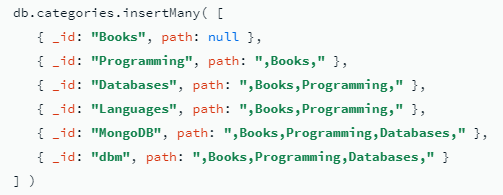 db.categories.insertMany( [
{ _id: "Books", path: null },
{ _id: "Programming", path: ",Books," },
{ _id: "Databases", path: ",Books,Programming," },
{ _id: "Languages", path: ",Books,Programming," },
{ _id: "MongoDB", path: ",Books,Programming,Databases," },
{ _id: "dbm", path: ",Books,Programming,Databases," }
] )